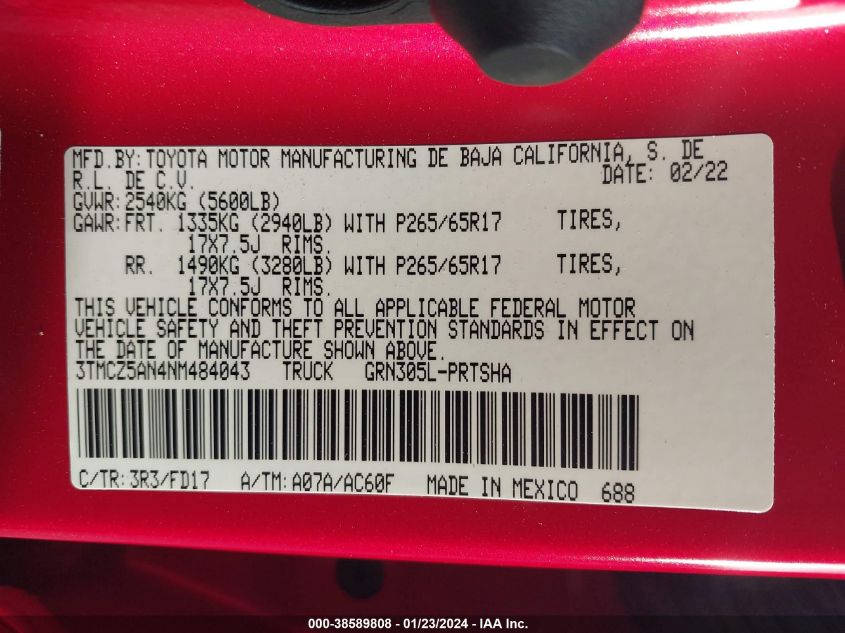 MFD.BY: TOYOTA MOTOR MANUFACTURING DE BAJA CALIFORNIA, S. DE
R.L. DE C.V. DATE: 02/22
GVWR: 2540KG (5600LB)
GAWR: FRT. 1335KG (2940LB) WITH P265/65R17 TIRES,
17X7.5J RIMS.
RR. 1490KG (3280LB) WITH P265/65R17 TIRES,
17X7.5J RIMS.
THIS VEHICLE CONFORMS TO ALL APPLICABLE FEDERAL MOTOR
VEHICLE SAFETY AND THEFT PREVENTION STANDARDS IN EFFECT ON
THE DATE OF MANUFACTURE SHOWN ABOVE.
3TMCZ5AN4NM484043 TRUCK GRN305L-PRTSHA
C/TR: 3R3/FD17 A/TM: A07A/AC60F MADE IN MEXICO 688
000-38589808 - 01/23/2024 - IAA Inc.